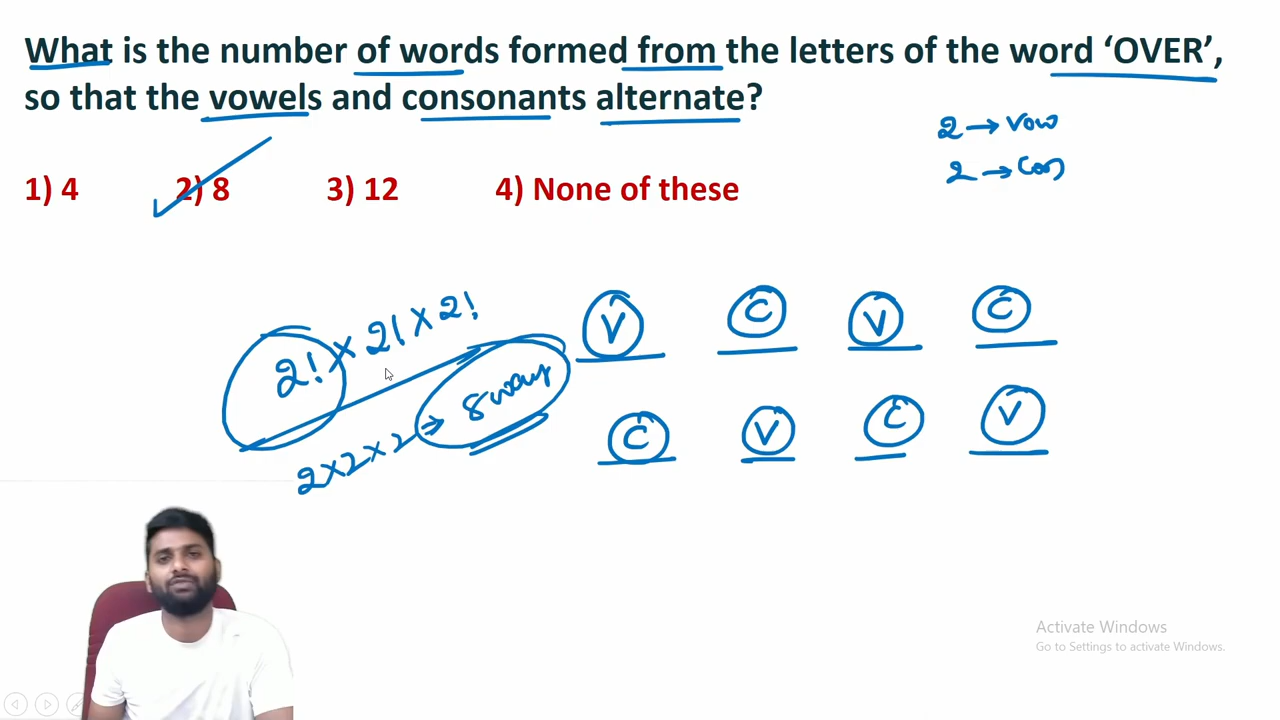 What is the number of words formed from the letters of the word ‘OVER’,
so that the vowels and consonants alternate?
2 → Vow
2 → Con
1) 4 2) 8 3) 12 4) None of these
2! × 2! × 2!
2×2×2 → 8 ways
V C V C
C V C V
Activate Windows
Go to Settings to activate Windows.